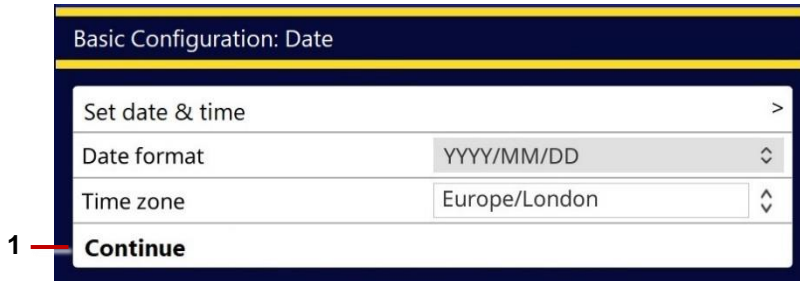 Basic Configuration: Date
Set date & time >
Date format YYYY/MM/DD
Time zone Europe/London
1 Continue